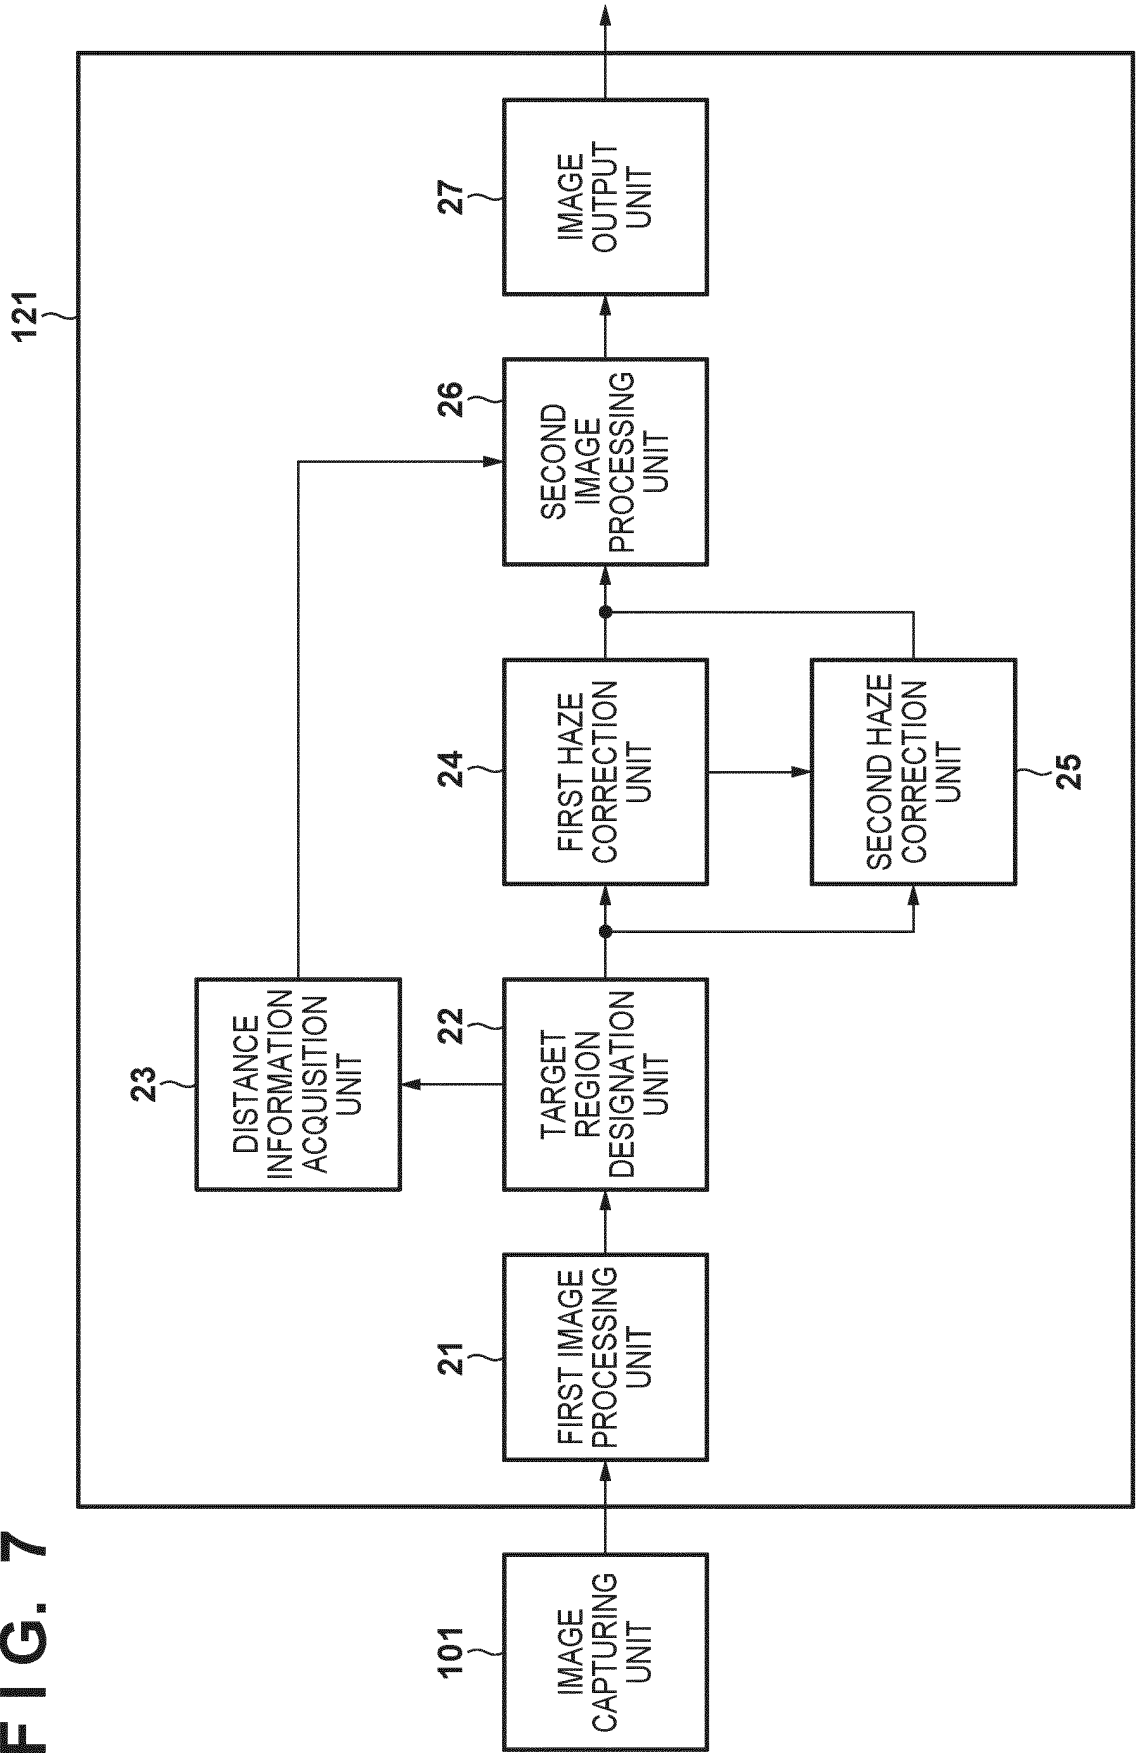 FIG. 7
121
23
DISTANCE
INFORMATION
ACQUISITION
UNIT
101
IMAGE
CAPTURING
UNIT
21
FIRST IMAGE
PROCESSING
UNIT
22
TARGET
REGION
DESIGNATION
UNIT
24
FIRST HAZE
CORRECTION
UNIT
26
SECOND
IMAGE
PROCESSING
UNIT
27
IMAGE
OUTPUT
UNIT
SECOND HAZE
CORRECTION
UNIT
25